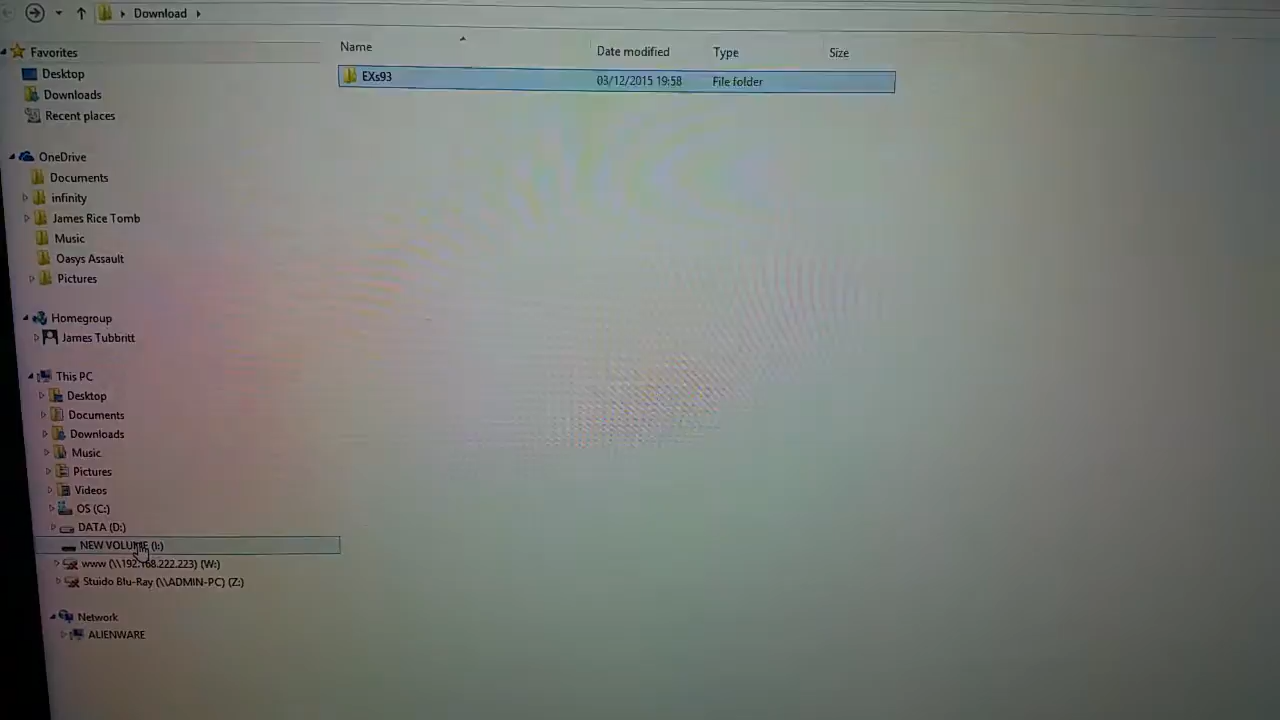 Download
Name
Date modified
Type
Size
EXs93
03/12/2015 19:58
File folder
Favorites
Desktop
Downloads
Recent places
OneDrive
Documents
infinity
James Rice Tomb
Music
Oasys Assault
Pictures
Homegroup
James Tubbritt
This PC
Desktop
Documents
Downloads
Music
Pictures
Videos
OS (C:)
DATA (D:)
NEW VOLUME (I:)
www (\\192.168.222.223) (W:)
Stuido Blu-Ray (\\ADMIN-PC) (Z:)
Network
ALIENWARE